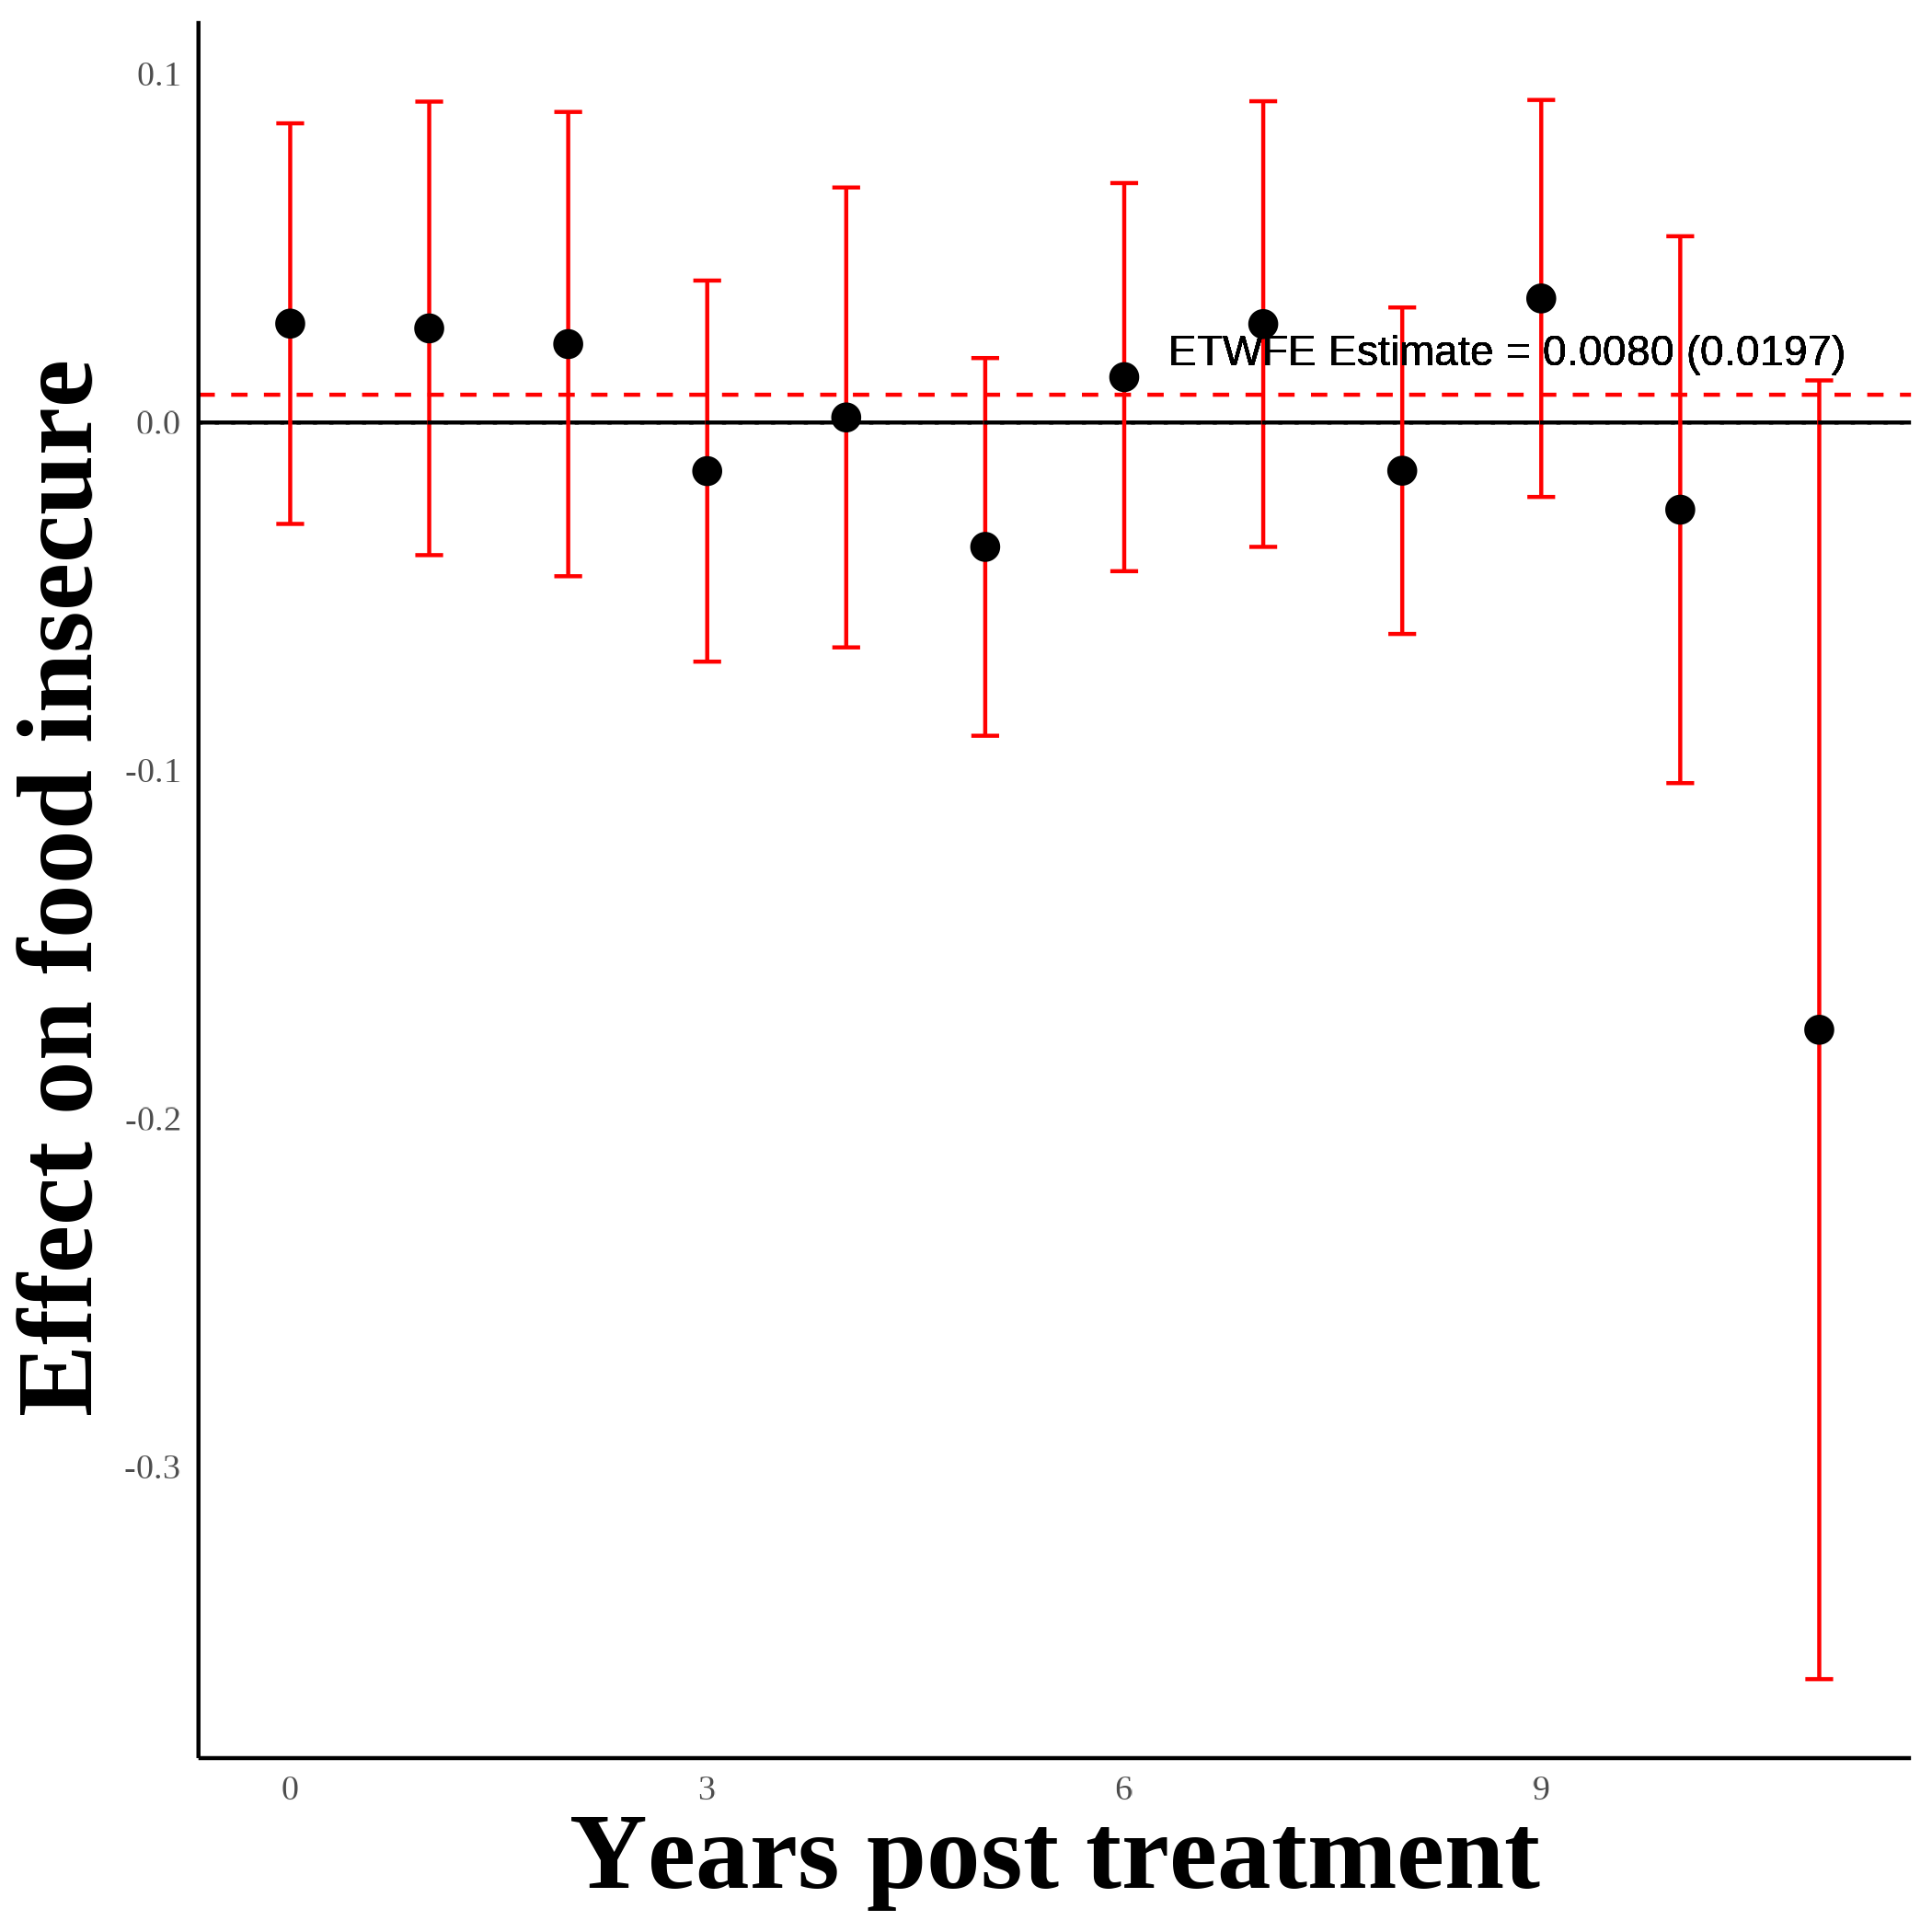 0.1
0.0
-0.1
-0.2
-0.3
Effect on food insecure
ETWFE Estimate = 0.0080 (0.0197)
0 3 6 9
Years post treatment